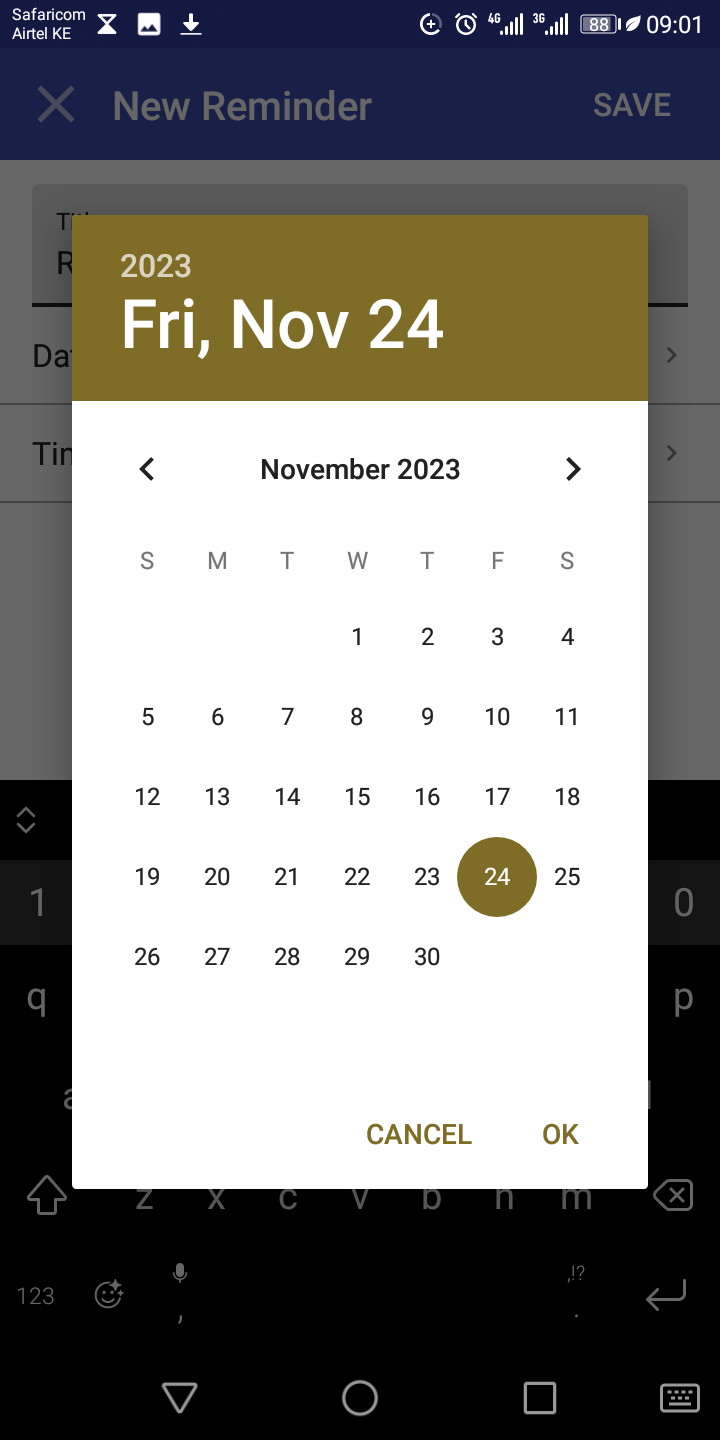 Safaricom
Airtel KE
4G 3G 88 09:01
New Reminder SAVE
R
2023
Fri, Nov 24
November 2023
S M T W T F S
1 2 3 4
5 6 7 8 9 10 11
12 13 14 15 16 17 18
19 20 21 22 23 24 25
26 27 28 29 30
CANCEL OK
1 0
q p
a l
z x c v b n m
123 , ,!? .